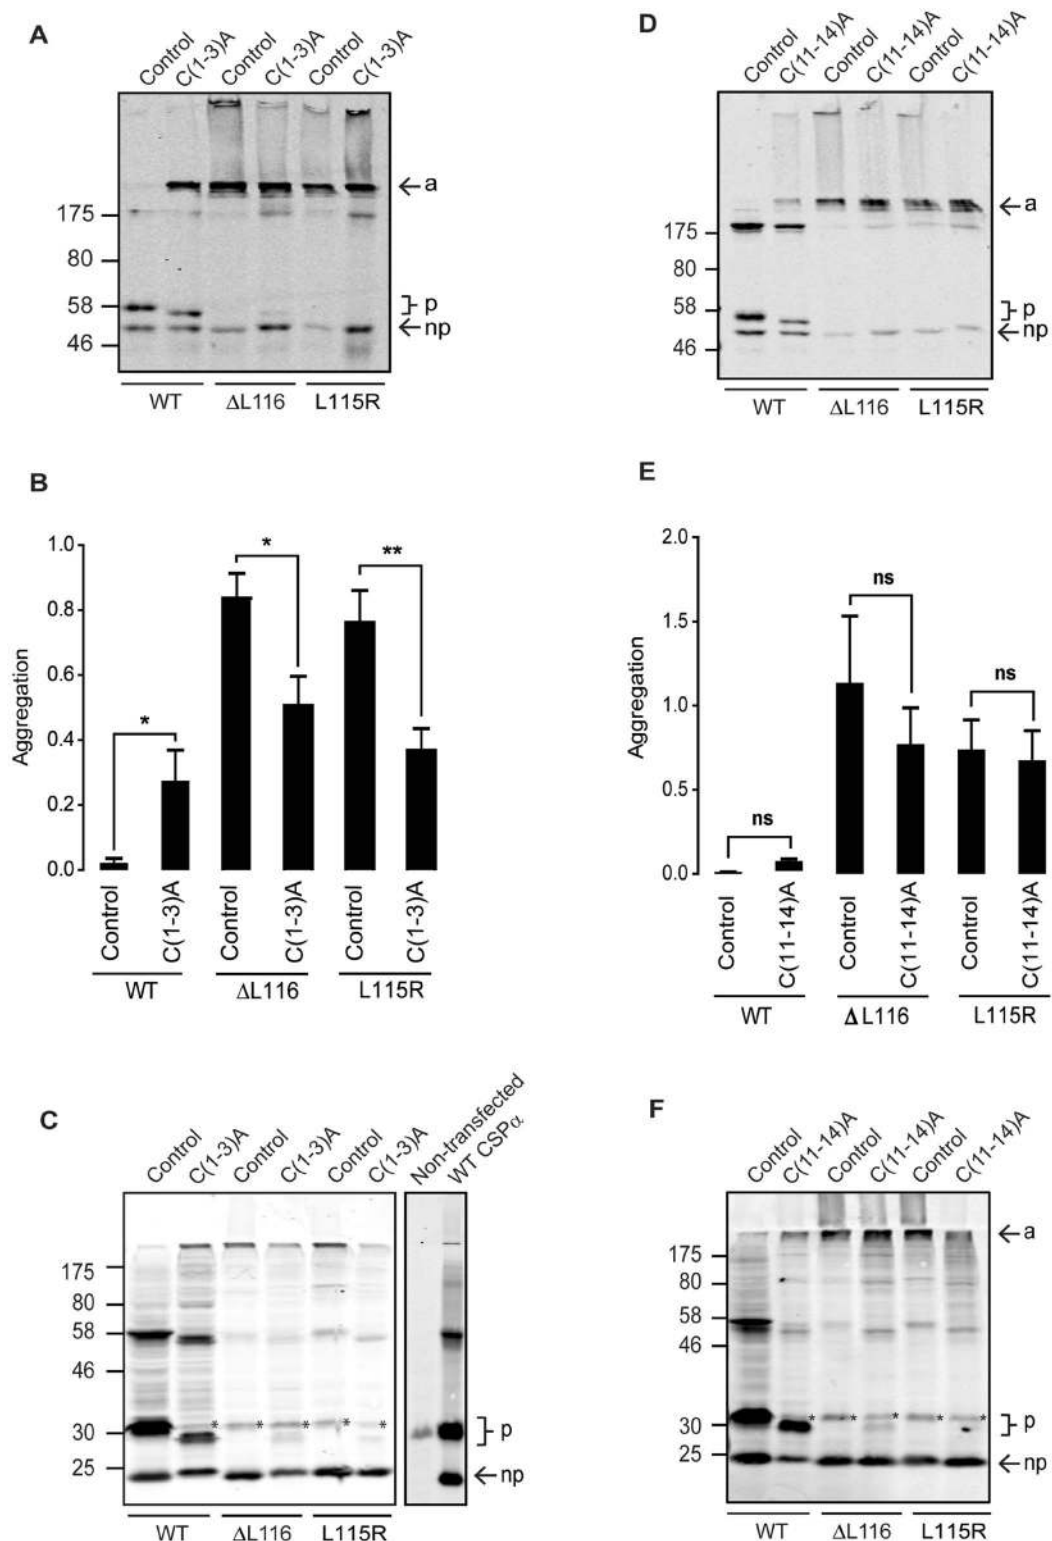 A
Control
C(1-3)A
Control
C(1-3)A
Control
C(1-3)A
175
80
58
46
←a
p
←np
WT
ΔL116
L115R
D
Control
C(11-14)A
Control
C(11-14)A
Control
C(11-14)A
175
80
58
46
←a
p
←np
WT
ΔL116
L115R
B
Aggregation
1.0
0.8
0.6
0.4
0.2
0.0
*
*
**
Control
C(1-3)A
Control
C(1-3)A
Control
C(1-3)A
WT
ΔL116
L115R
E
Aggregation
2.0
1.5
1.0
0.5
0.0
ns
ns
ns
Control
C(11-14)A
Control
C(11-14)A
Control
C(11-14)A
WT
ΔL116
L115R
C
Control
C(1-3)A
Control
C(1-3)A
Control
C(1-3)A
Non-transfected
WT CSPα
175
80
58
46
30
25
* * * * *
p
←np
WT
ΔL116
L115R
F
Control
C(11-14)A
Control
C(11-14)A
Control
C(11-14)A
175
80
58
46
30
25
* * * * *
←a
p
←np
WT
ΔL116
L115R